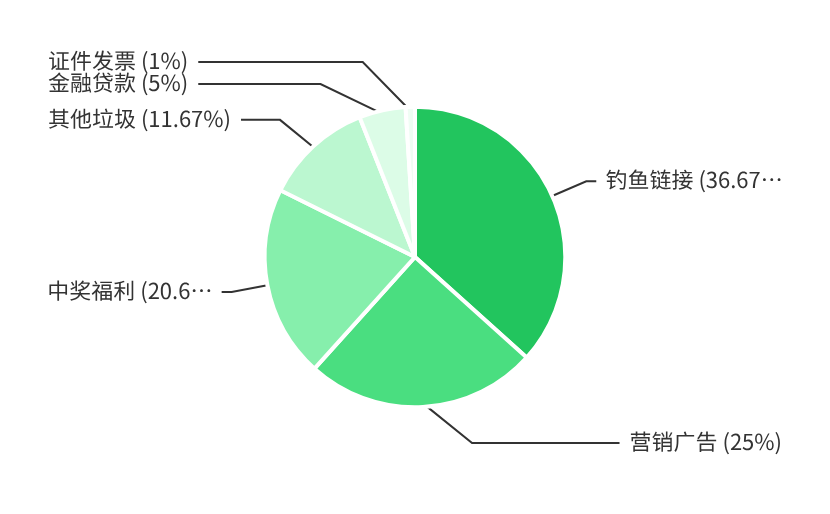 证件发票 (1%)
金融贷款 (5%)
其他垃圾 (11.67%)
钓鱼链接 (36.67…
中奖福利 (20.6…
营销广告 (25%)